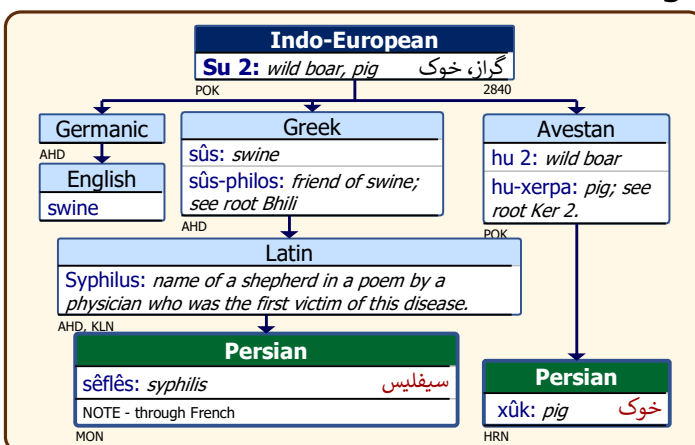 Indo-European
Su 2: wild boar, pig گراز، خوک
POK 2840
Germanic
AHD
English
swine
Greek
sûs: swine
sûs-philos: friend of swine;
see root Bhili
AHD
Avestan
hu 2: wild boar
hu-xerpa: pig; see
root Ker 2.
POK
Latin
Syphilus: name of a shepherd in a poem by a
physician who was the first victim of this disease.
AHD, KLN
Persian
sêflês: syphilis سیفلیس
NOTE - through French
MON
Persian
xûk: pig خوک
HRN